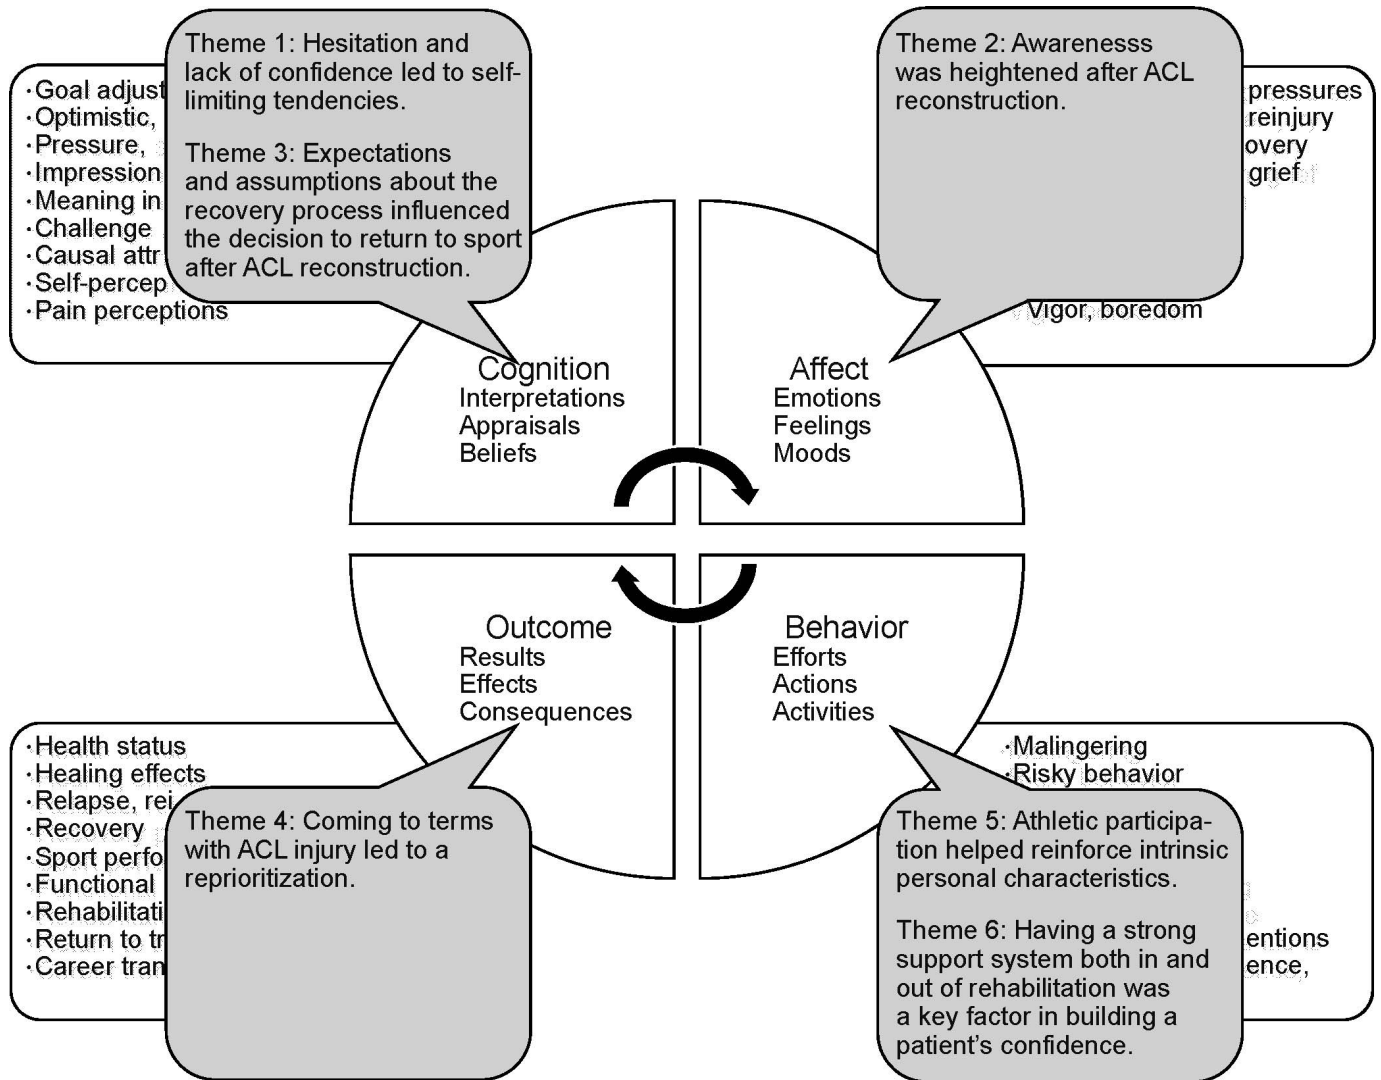 Theme 1: Hesitation and
lack of confidence led to self-
limiting tendencies.
Theme 3: Expectations
and assumptions about the
recovery process influenced
the decision to return to sport
after ACL reconstruction.
·Goal adjust
·Optimistic,
·Pressure,
·Impression
·Meaning in
·Challenge
·Causal attr
·Self-percep
·Pain perceptions
Theme 2: Awarenesss
was heightened after ACL
reconstruction.
pressures
reinjury
overy
grief
Vigor, boredom
Cognition
Interpretations
Appraisals
Beliefs
Affect
Emotions
Feelings
Moods
Outcome
Results
Effects
Consequences
Behavior
Efforts
Actions
Activities
·Health status
·Healing effects
·Relapse, rei
·Recovery
·Sport perfo
·Functional
·Rehabilitati
·Return to tr
·Career tran
Theme 4: Coming to terms
with ACL injury led to a
reprioritization.
·Malingering
·Risky behavior
Theme 5: Athletic participa-
tion helped reinforce intrinsic
personal characteristics.
Theme 6: Having a strong
support system both in and
out of rehabilitation was
a key factor in building a
patient’s confidence.
entions
ence,